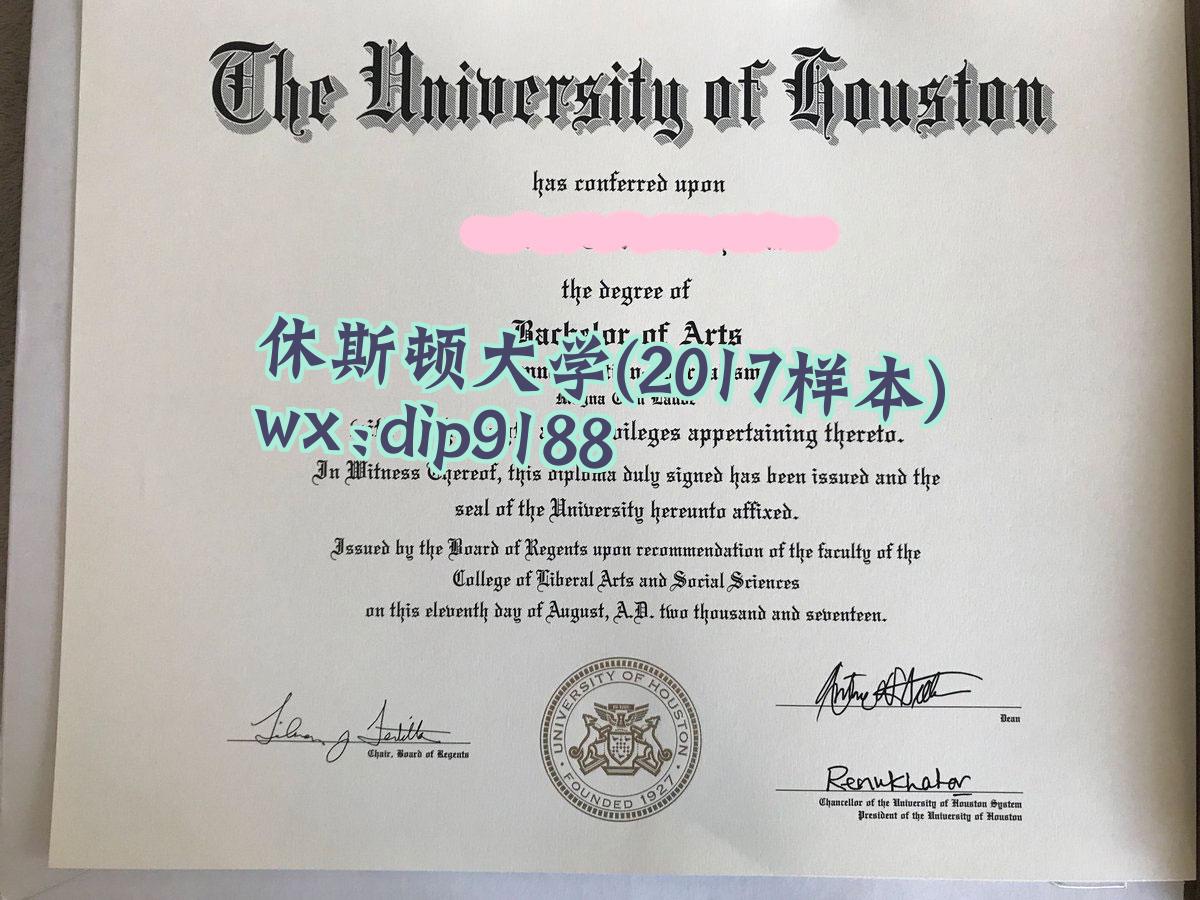 The University of Houston
has conferred upon
the degree of
Bachelor of Arts
休斯顿大学(2017样本)
wx:dip9188
appertaining thereto.
In Witness Thereof, this diploma duly signed has been issued and the
seal of the University hereunto affixed.
Issued by the Board of Regents upon recommendation of the faculty of the
College of Liberal Arts and Social Sciences
on this eleventh day of August, A.D. two thousand and seventeen.
UNIVERSITY OF HOUSTON
FOUNDED 1927
Chair, Board of Regents
Dean
Renu Khator
Chancellor of the University of Houston System
President of the University of Houston